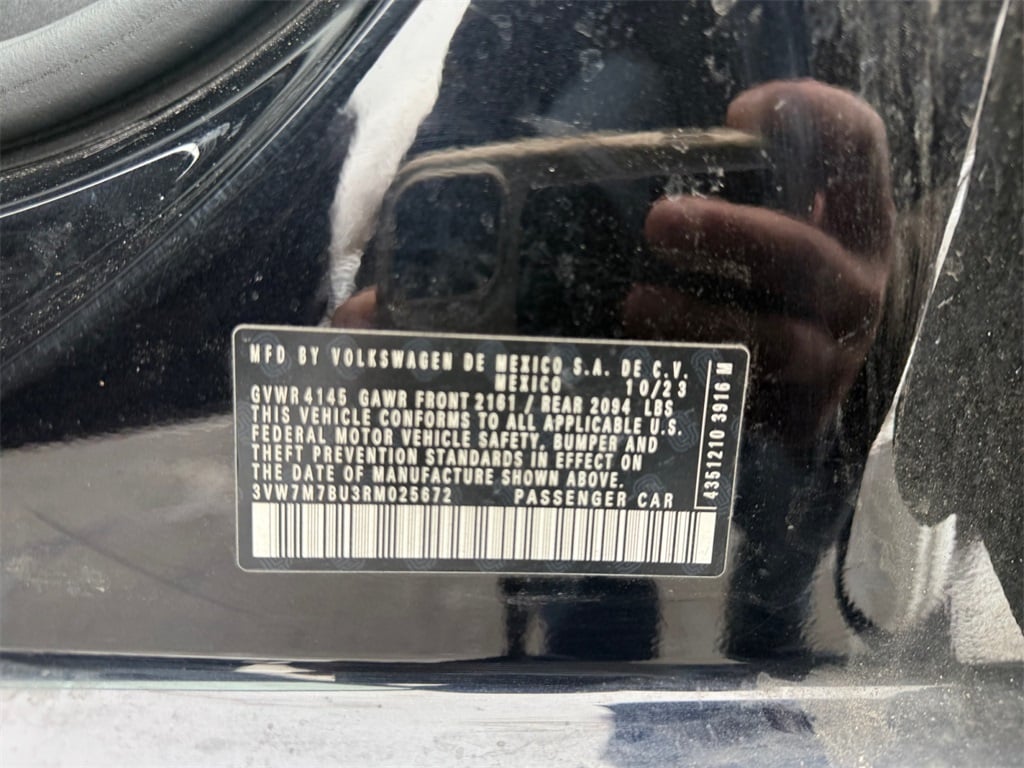 MFD BY VOLKSWAGEN DE MEXICO S.A. DE C.V.
MEXICO 10/23
GVWR 4145 GAWR FRONT 2161 / REAR 2094 LBS
THIS VEHICLE CONFORMS TO ALL APPLICABLE U.S.
FEDERAL MOTOR VEHICLE SAFETY, BUMPER AND
THEFT PREVENTION STANDARDS IN EFFECT ON
THE DATE OF MANUFACTURE SHOWN ABOVE.
3VW7M7BU3RM025672 PASSENGER CAR
4351210 3916 M